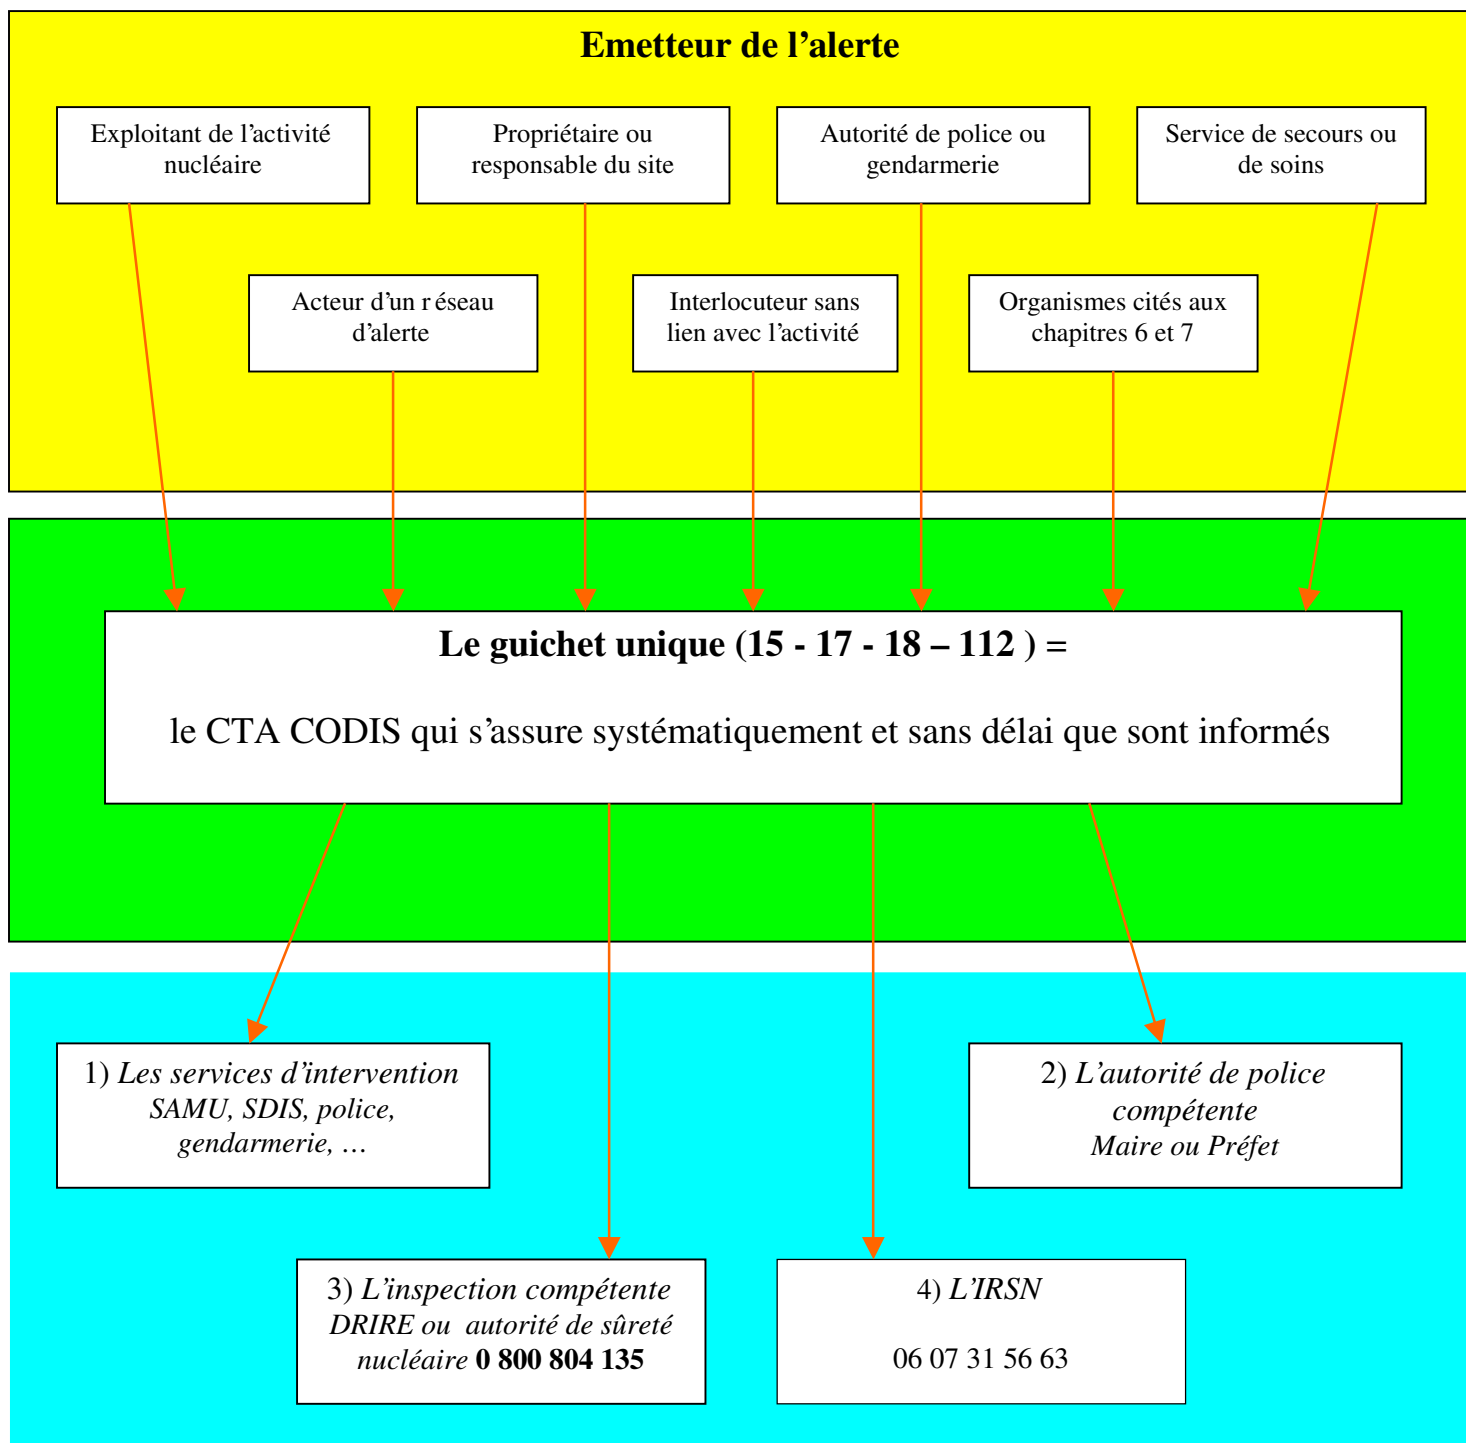 Emetteur de l’alerte
Exploitant de l’activité
nucléaire
Propriétaire ou
responsable du site
Autorité de police ou
gendarmerie
Service de secours ou
de soins
Acteur d’un réseau
d’alerte
Interlocuteur sans
lien avec l’activité
Organismes cités aux
chapitres 6 et 7
Le guichet unique (15 - 17 - 18 – 112 ) =
le CTA CODIS qui s’assure systématiquement et sans délai que sont informés
1) Les services d’intervention
SAMU, SDIS, police,
gendarmerie, …
2) L’autorité de police
compétente
Maire ou Préfet
3) L’inspection compétente
DRIRE ou autorité de sûreté
nucléaire 0 800 804 135
4) L’IRSN
06 07 31 56 63